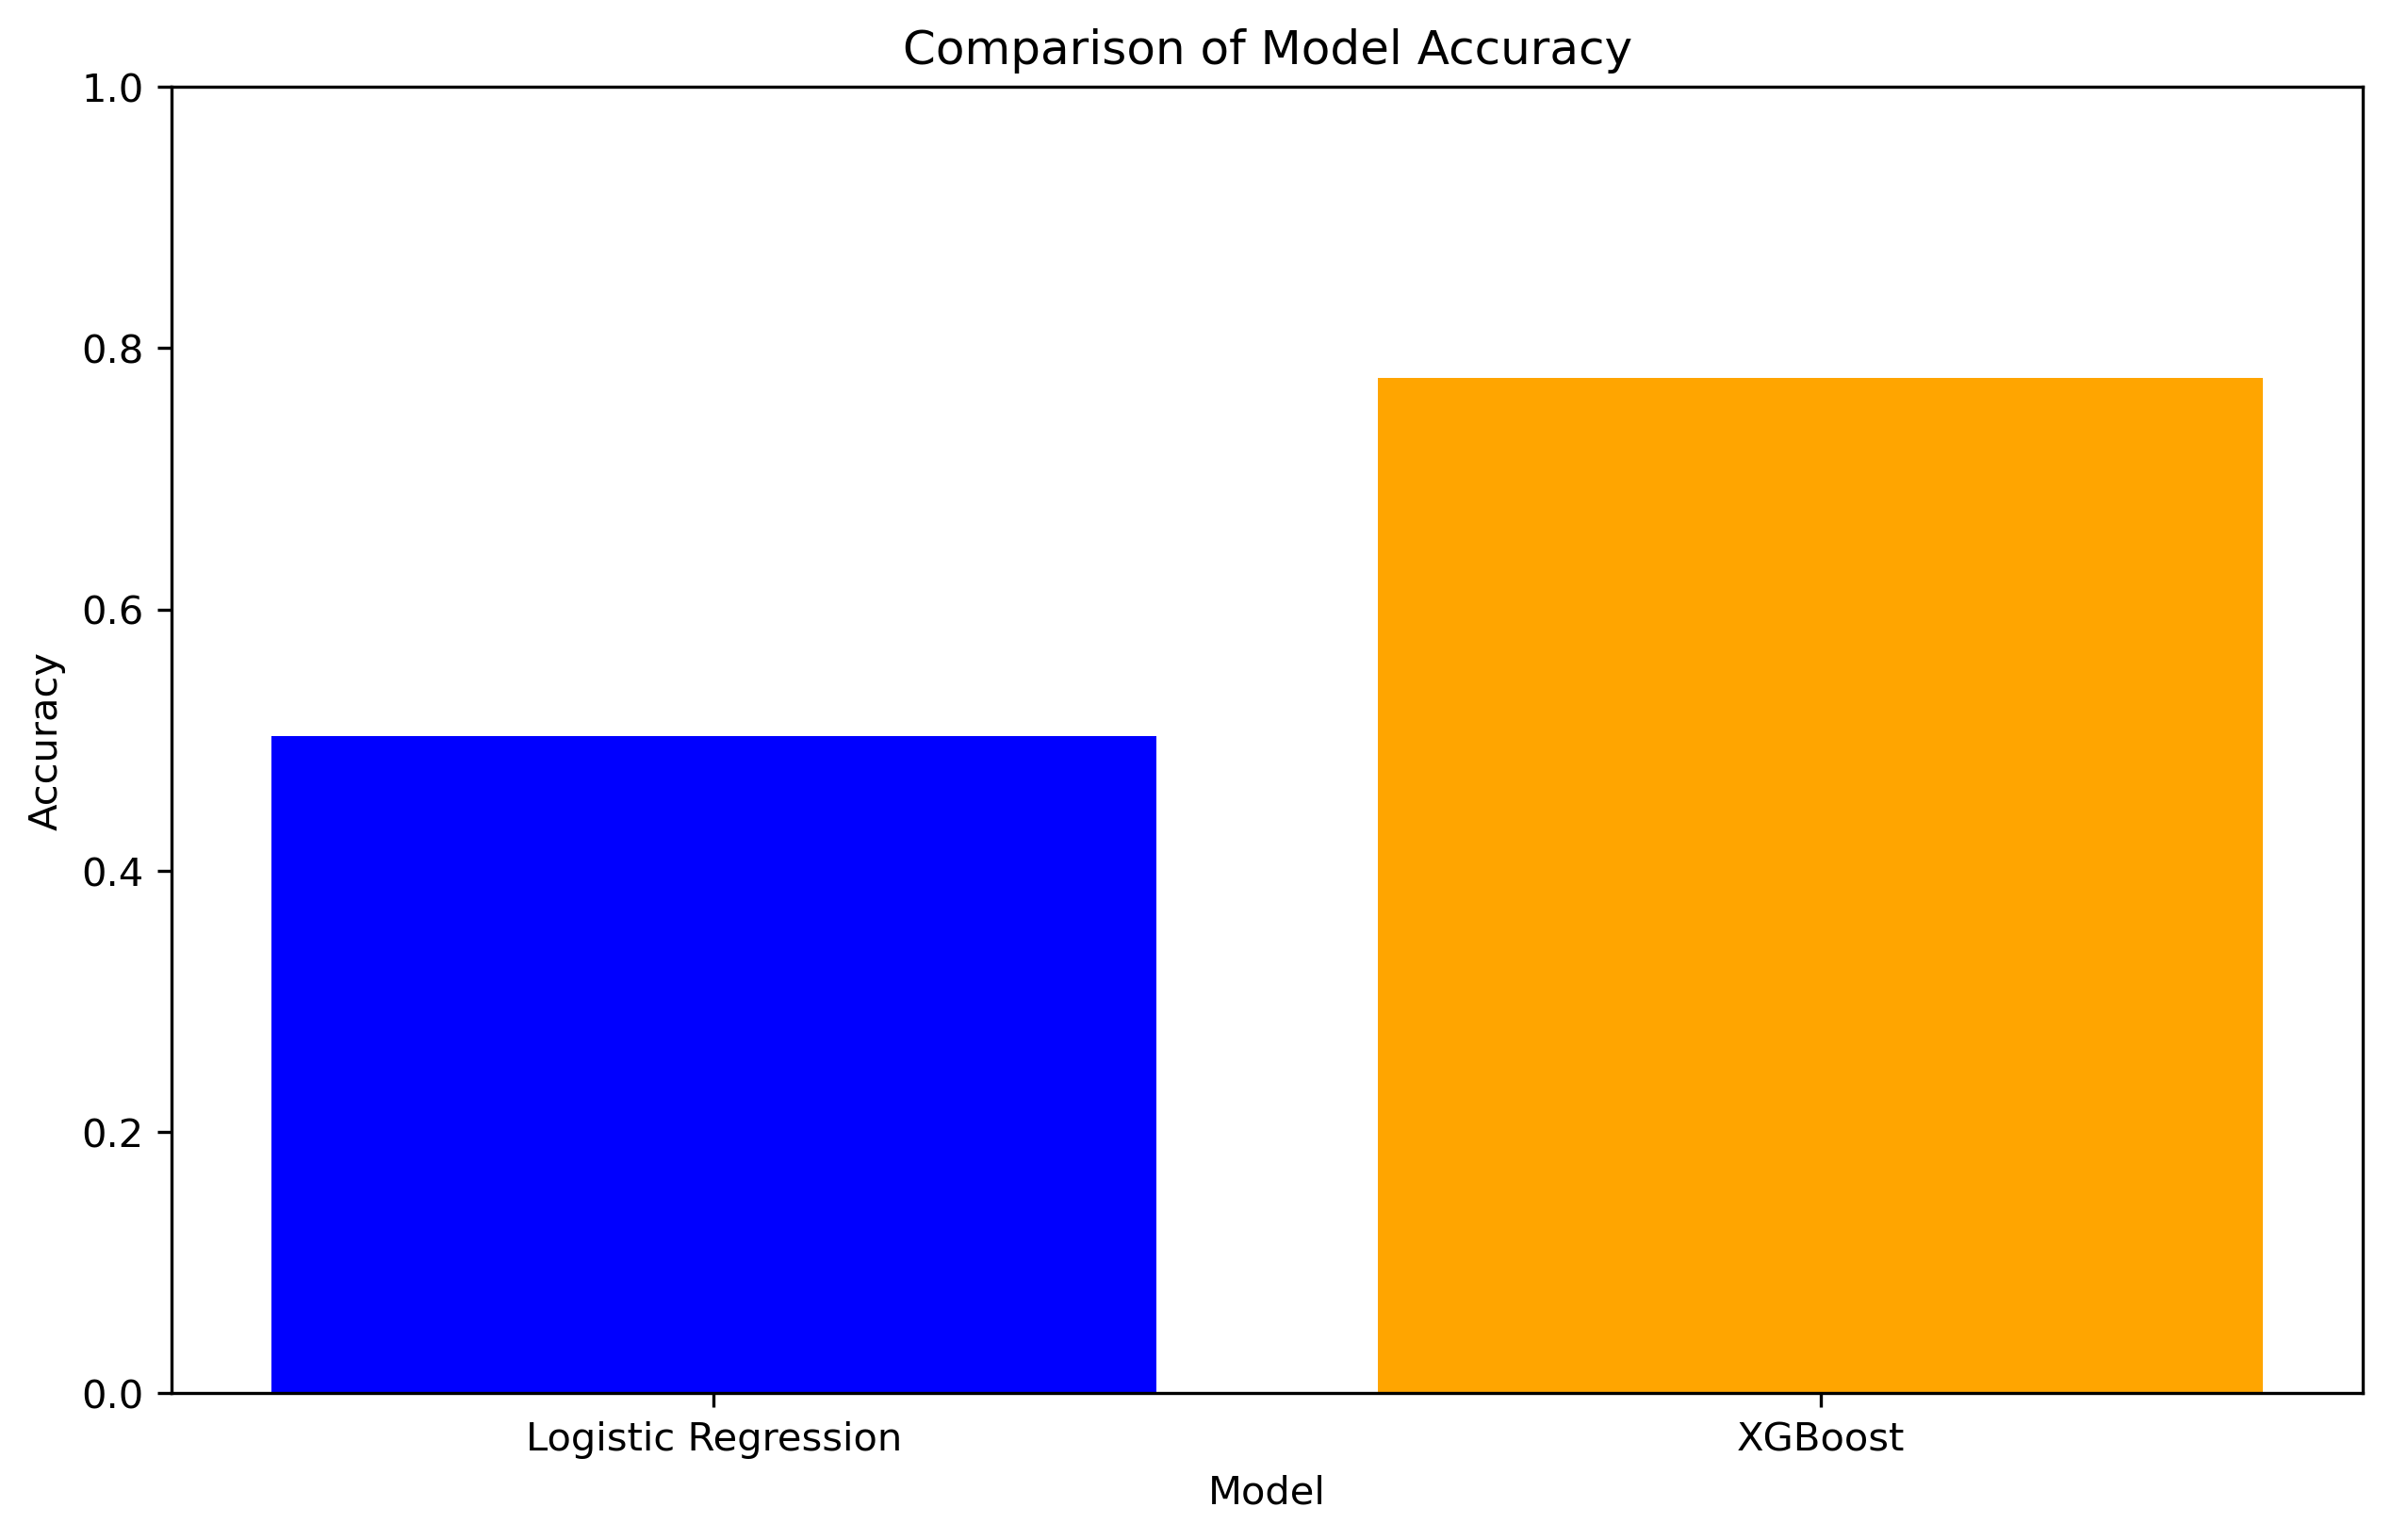 Comparison of Model Accuracy
1.0
0.8
0.6
0.4
0.2
0.0
Accuracy
Logistic Regression
XGBoost
Model